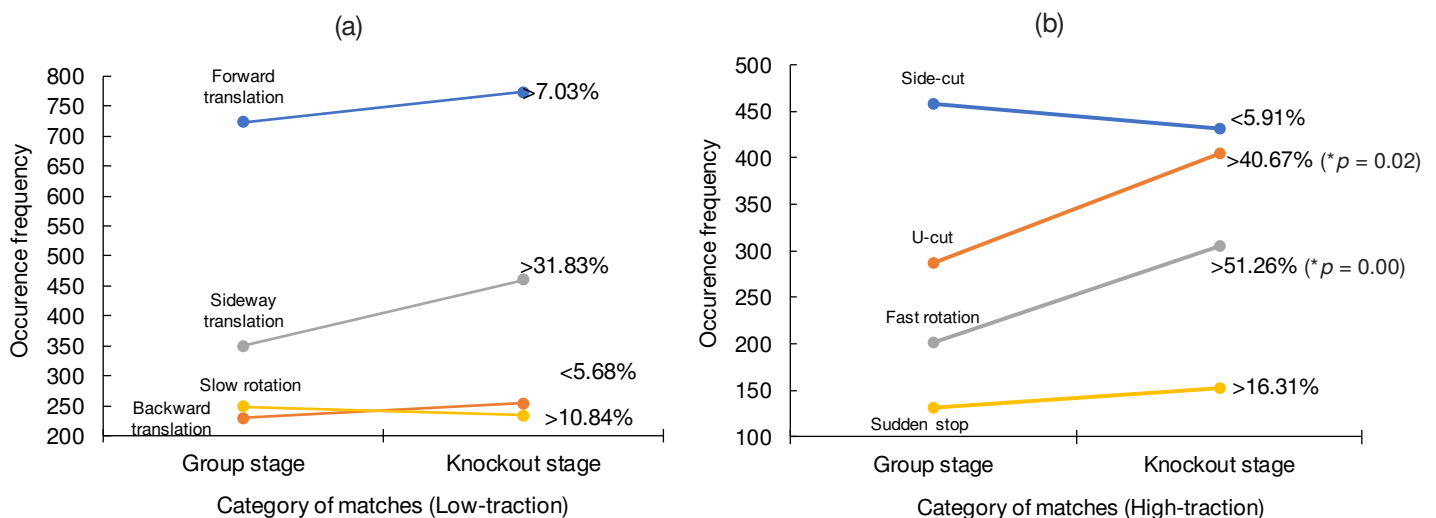 (a)
800
750
700
650
600
550
500
450
400
350
300
250
200
Occurence frequency
Forward
translation
>7.03%
>31.83%
Sideway
translation
<5.68%
Slow rotation
Backward
translation
>10.84%
Group stage
Knockout stage
Category of matches (Low-traction)
(b)
500
450
400
350
300
250
200
150
100
Occurence frequency
Side-cut
<5.91%
>40.67% (*p = 0.02)
U-cut
>51.26% (*p = 0.00)
Fast rotation
>16.31%
Sudden stop
Group stage
Knockout stage
Category of matches (High-traction)